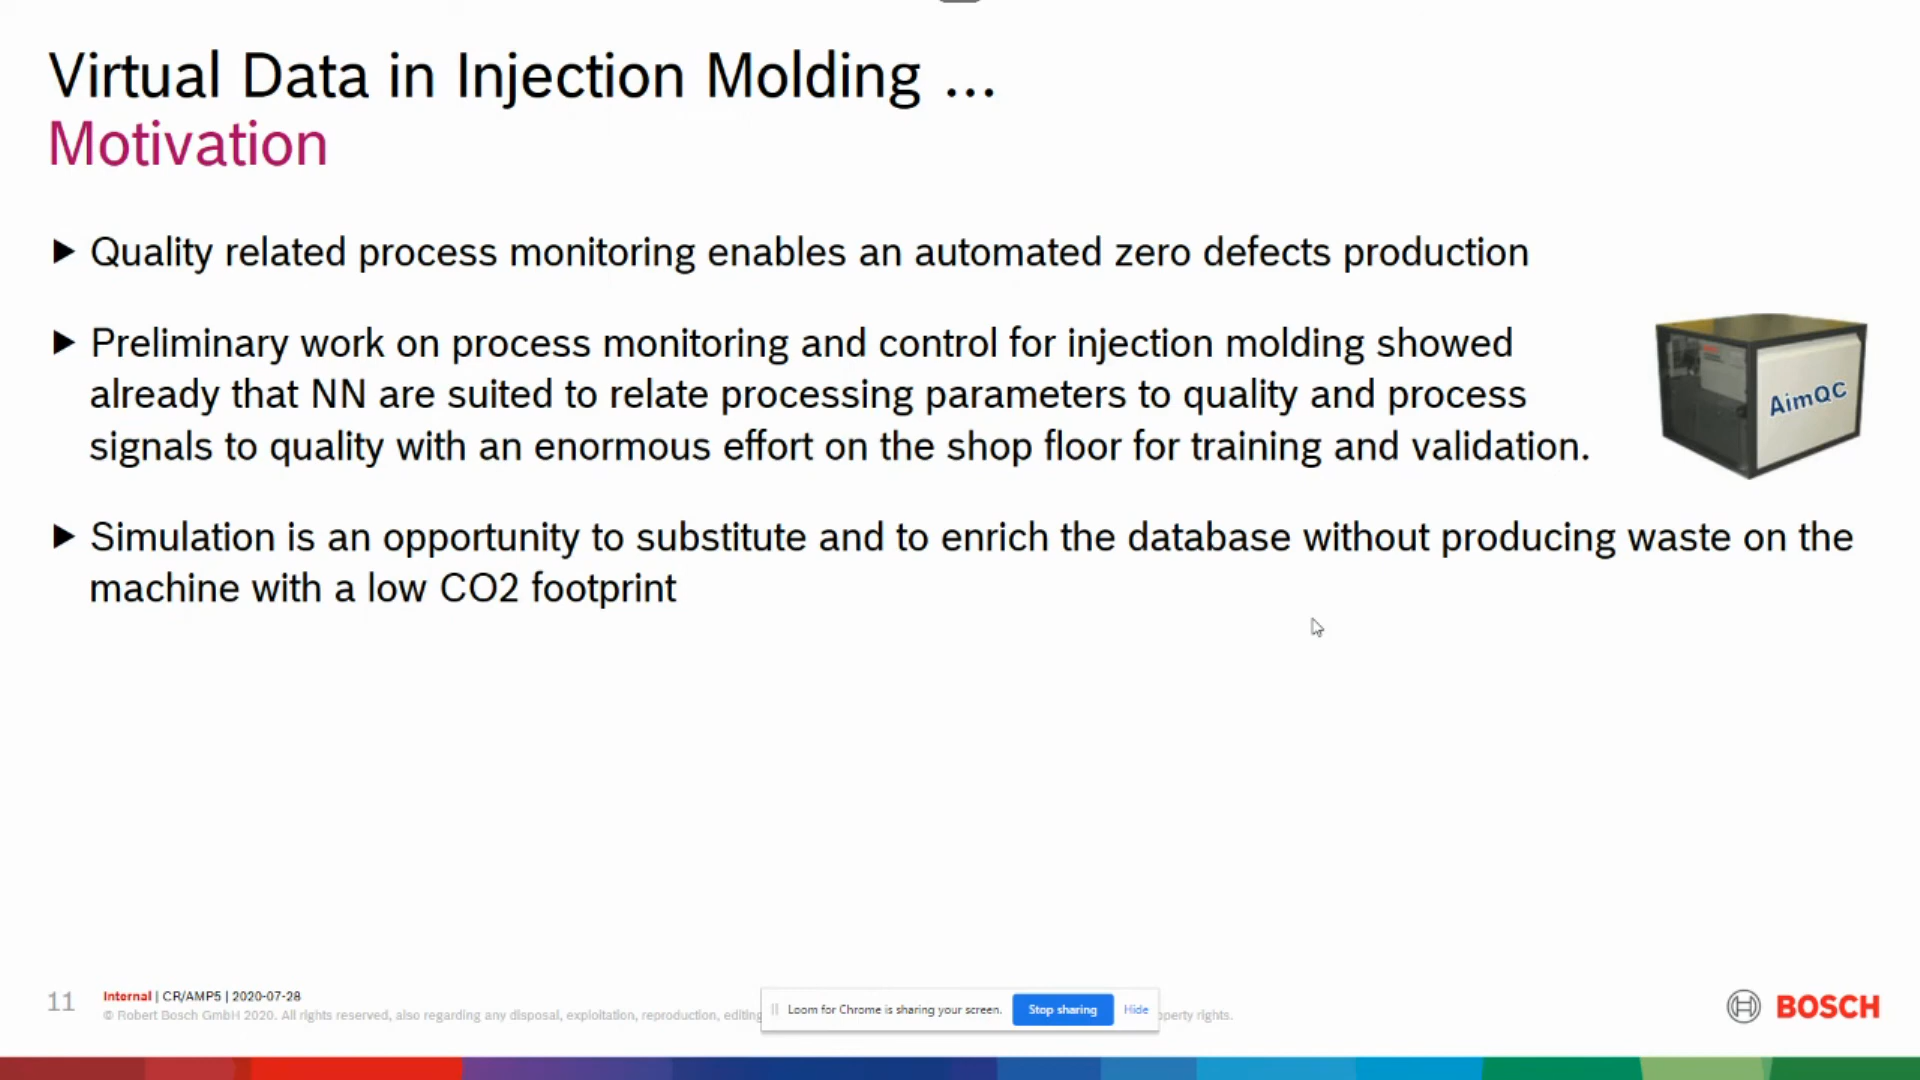 Virtual Data in Injection Molding ...
Motivation
Quality related process monitoring enables an automated zero defects production
Preliminary work on process monitoring and control for injection molding showed
already that NN are suited to relate processing parameters to quality and process
signals to quality with an enormous effort on the shop floor for training and validation.
AimQC
Simulation is an opportunity to substitute and to enrich the database without producing waste on the
machine with a low CO2 footprint
11
Internal | CR/AMP5 | 2020-07-28
© Robert Bosch GmbH 2020. All rights reserved, also regarding any disposal, exploitation, reproduction, editing
operty rights.
Loom for Chrome is sharing your screen.
Stop sharing
Hide
BOSCH